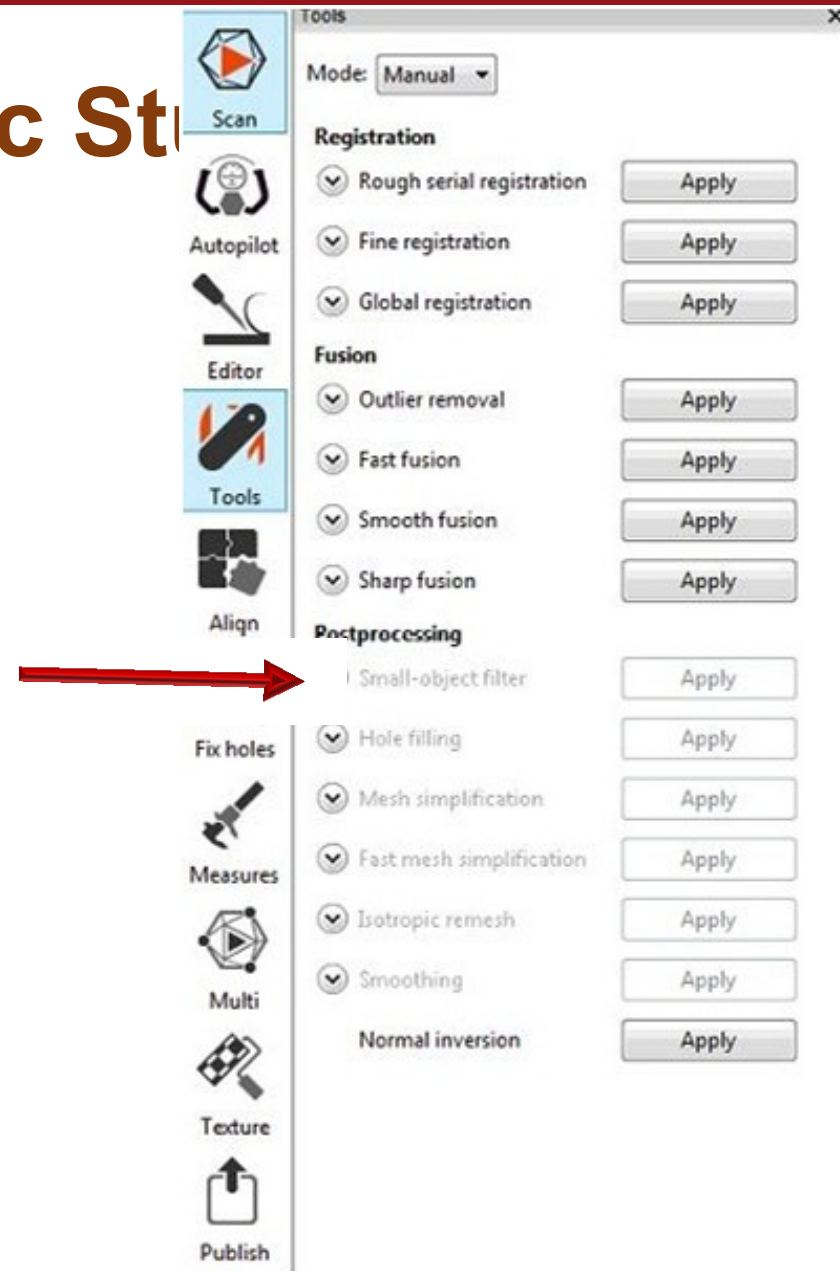 c St
Scan
Autopilot
Editor
Tools
Align
Fix holes
Measures
Multi
Texture
Publish
Tools x
Mode: Manual
Registration
Rough serial registration Apply
Fine registration Apply
Global registration Apply
Fusion
Outlier removal Apply
Fast fusion Apply
Smooth fusion Apply
Sharp fusion Apply
Postprocessing
Small-object filter Apply
Hole filling Apply
Mesh simplification Apply
Fast mesh simplification Apply
Isotropic remesh Apply
Smoothing Apply
Normal inversion Apply